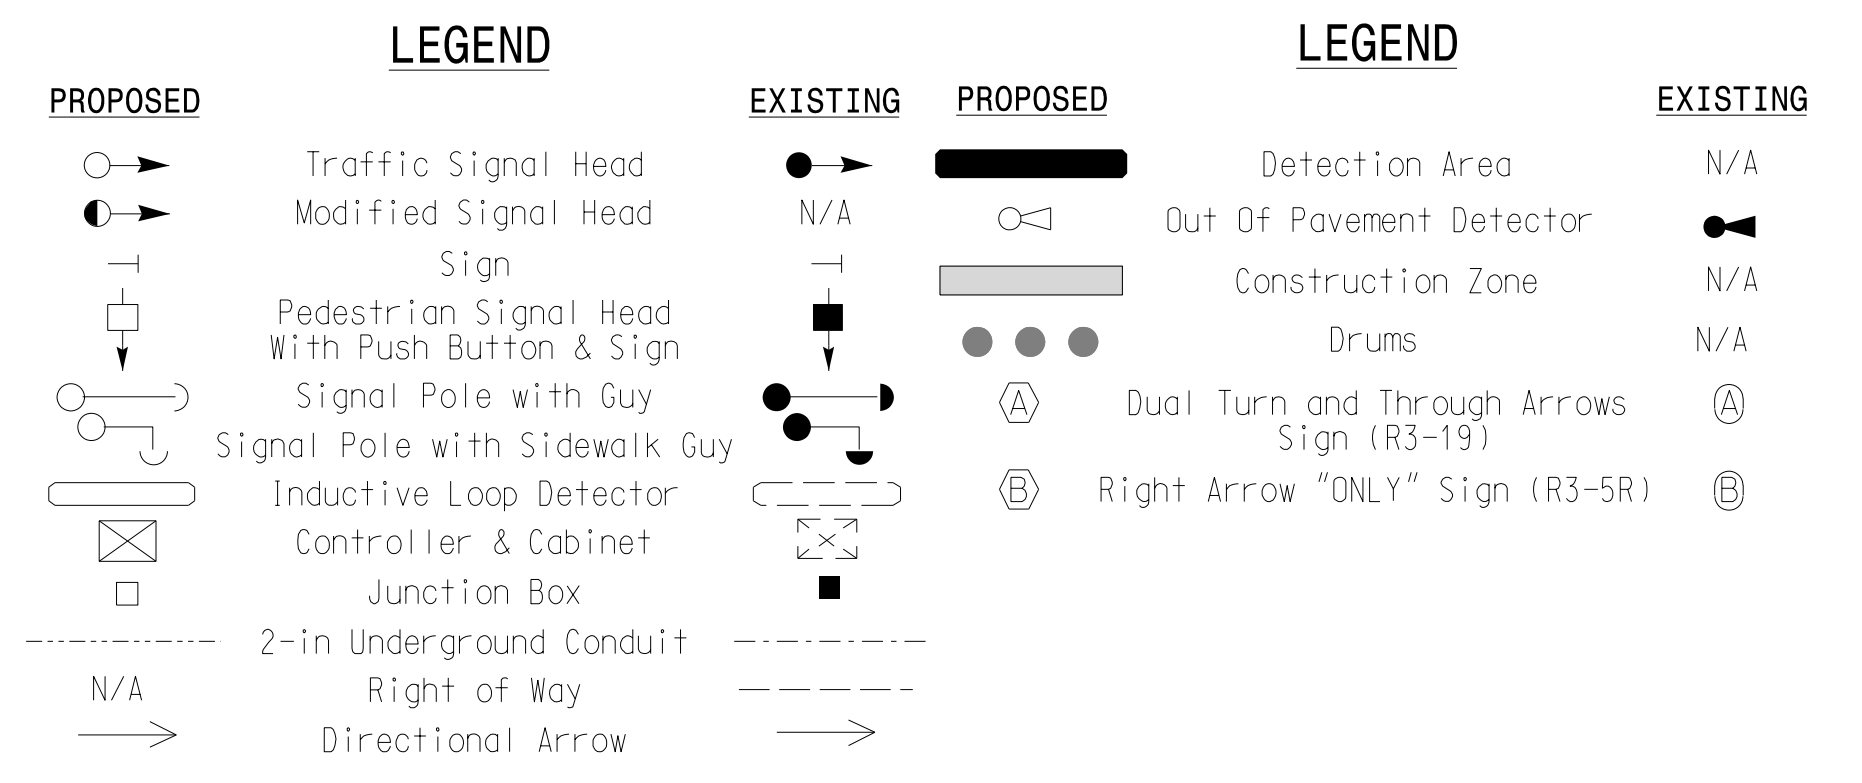 LEGEND
PROPOSED EXISTING
Traffic Signal Head
Modified Signal Head N/A
Sign
Pedestrian Signal Head
With Push Button & Sign
Signal Pole with Guy
Signal Pole with Sidewalk Guy
Inductive Loop Detector
Controller & Cabinet
Junction Box
2-in Underground Conduit
N/A Right of Way
Directional Arrow
LEGEND
PROPOSED EXISTING
Detection Area N/A
Out Of Pavement Detector
Construction Zone N/A
Drums N/A
A Dual Turn and Through Arrows A
Sign (R3-19)
B Right Arrow "ONLY" Sign (R3-5R) B